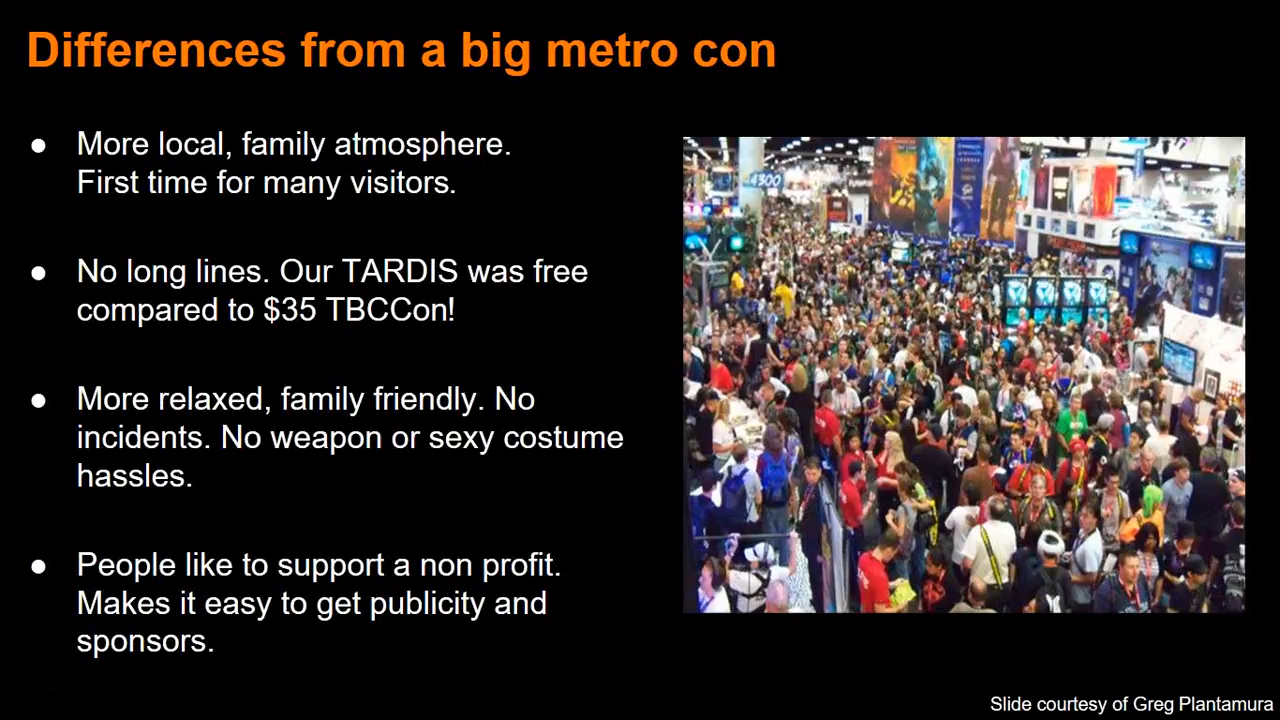 Differences from a big metro con
● More local, family atmosphere.
First time for many visitors.
● No long lines. Our TARDIS was free
compared to $35 TBCCon!
● More relaxed, family friendly. No
incidents. No weapon or sexy costume
hassles.
● People like to support a non profit.
Makes it easy to get publicity and
sponsors.
4300
Slide courtesy of Greg Plantamura